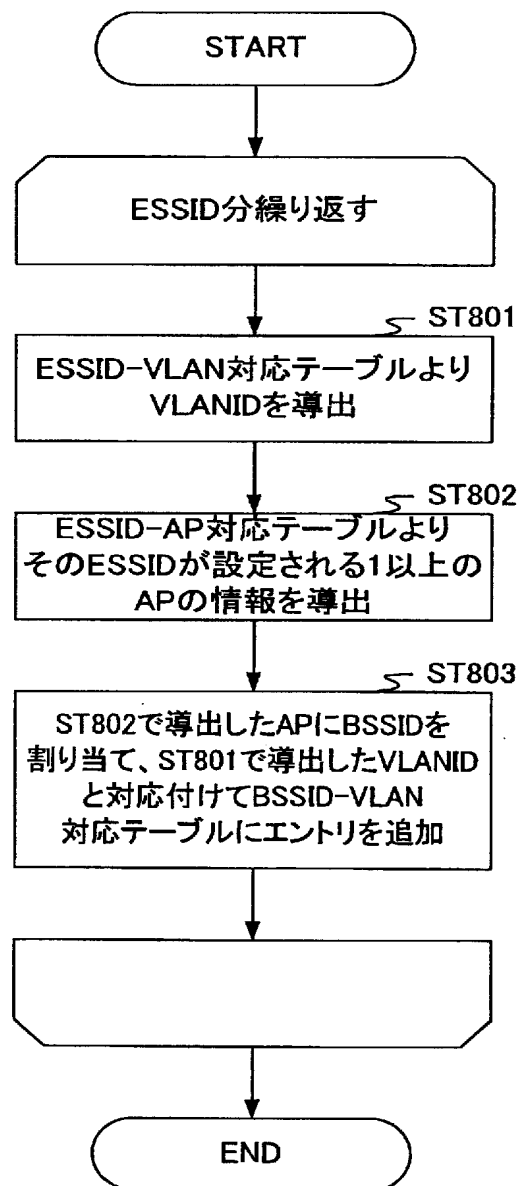 START
ESSID分繰り返す
ST801
ESSID-VLAN対応テーブルより
VLANIDを導出
ST802
ESSID-AP対応テーブルより
そのESSIDが設定される1以上の
APの情報を導出
ST803
ST802で導出したAPにBSSIDを
割り当て、ST801で導出したVLANID
と対応付けてBSSID-VLAN
対応テーブルにエントリを追加
END